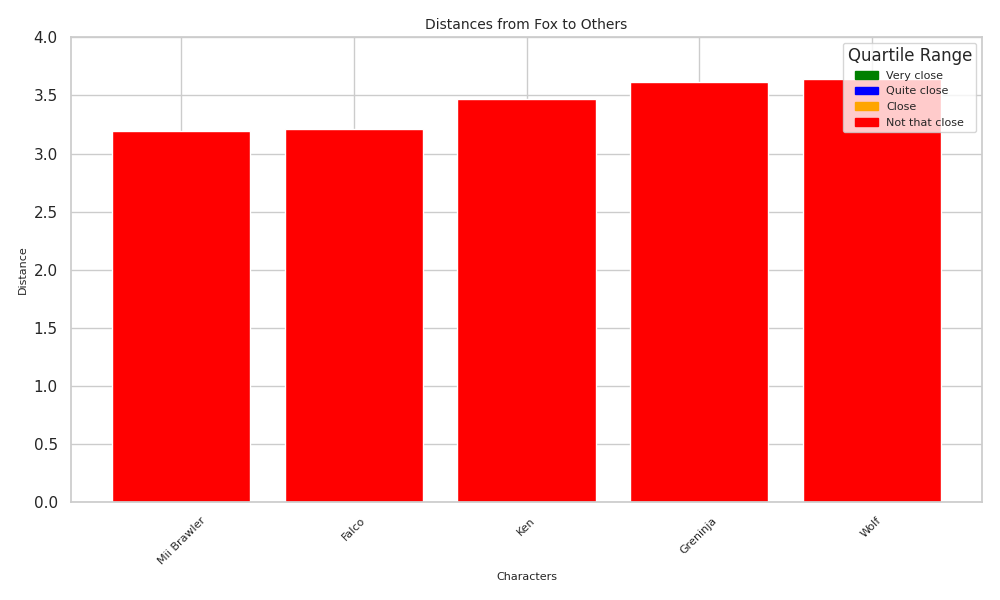 Distances from Fox to Others
4.0
3.5
3.0
2.5
2.0
1.5
1.0
0.5
0.0
Distance
Quartile Range
Very close
Quite close
Close
Not that close
Mii Brawler
Falco
Ken
Greninja
Wolf
Characters